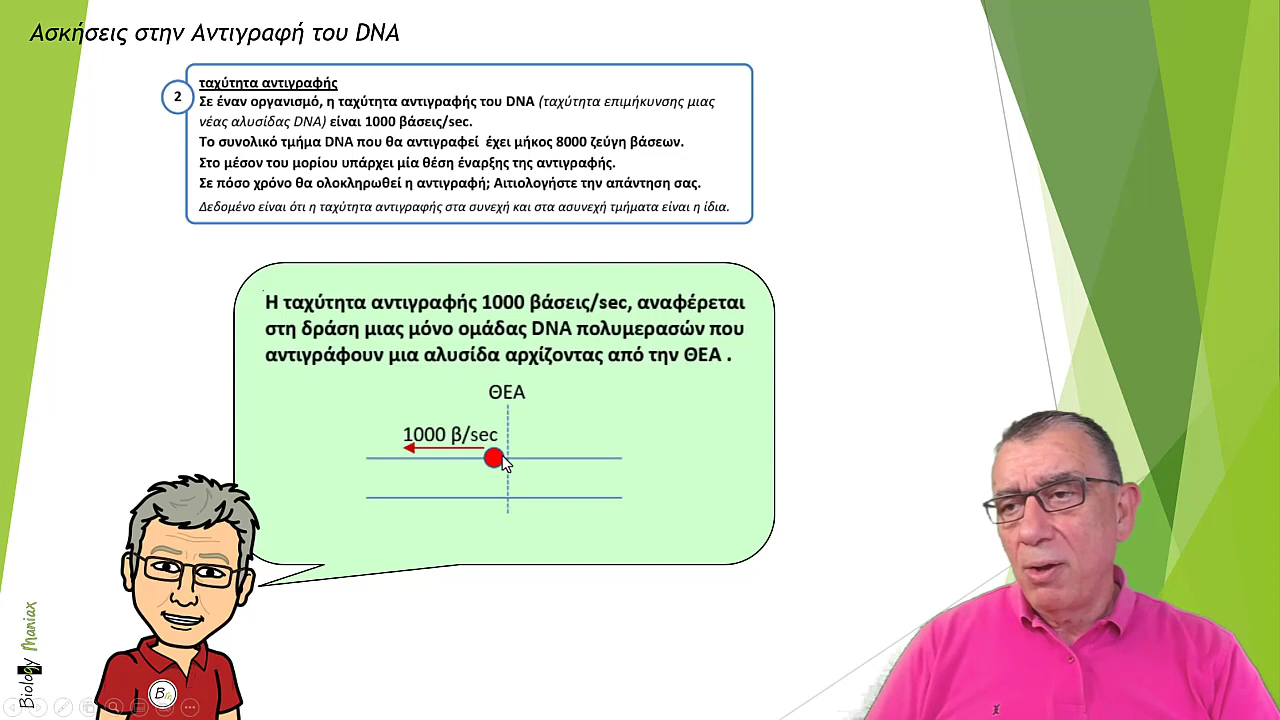 Ασκήσεις στην Αντιγραφή του DNA
2
ταχύτητα αντιγραφής
Σε έναν οργανισμό, η ταχύτητα αντιγραφής του DNA (ταχύτητα επιμήκυνσης μιας
νέας αλυσίδας DNA) είναι 1000 βάσεις/sec.
Το συνολικό τμήμα DNA που θα αντιγραφεί έχει μήκος 8000 ζεύγη βάσεων.
Στο μέσον του μορίου υπάρχει μία θέση έναρξης της αντιγραφής.
Σε πόσο χρόνο θα ολοκληρωθεί η αντιγραφή; Αιτιολογήστε την απάντηση σας.
Δεδομένο είναι ότι η ταχύτητα αντιγραφής στα συνεχή και στα ασυνεχή τμήματα είναι η ίδια.
Η ταχύτητα αντιγραφής 1000 βάσεις/sec, αναφέρεται
στη δράση μιας μόνο ομάδας DNA πολυμερασών που
αντιγράφουν μια αλυσίδα αρχίζοντας από την ΘΕΑ .
ΘΕΑ
1000 β/sec
Biology Maniax